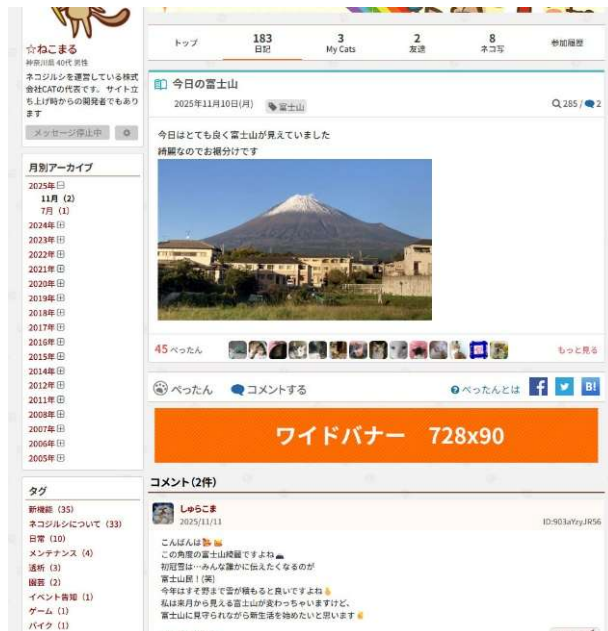 ☆ねこまる
神奈川県 40代 男性
ネコジルシを運営している株式
会社CATの代表です。 サイト立
ち上げ時からの開発者でもあり
ます
メッセージ停止中
月別アーカイブ
2025年
11月 (2)
7月 (1)
2024年
2023年
2022年
2021年
2020年
2019年
2018年
2017年
2016年
2015年
2014年
2012年
2011年
2008年
2007年
2006年
2005年
タグ
新機能 (35)
ネコジルシについて (33)
日常 (10)
メンテナンス (4)
透析 (3)
園芸 (2)
イベント告知 (1)
ゲーム (1)
バイク (1)
トップ
183
日記
3
My Cats
2
友達
8
ネコ写
参加履歴
今日の富士山
2025年11月10日(月) 富士山 285 / 2
今日はとても良く富士山が見えていました
綺麗なのでお裾分けです
45 ぺったん
もっと見る
ぺったん コメントする ぺったんとは f B!
ワイドバナー 728x90
コメント(2件)
しゅらこま
2025/11/11 ID:903aYzyJR56
こんばんは
この角度の富士山綺麗ですよね
初冠雪…みんな誰かに伝えたくなるのが
富士山民！(笑)
今年はすそ野まで雪が積もると良いですよね
私は来月から見える富士山が変わっちゃいますけど、
富士山に見守られながら新生活を始めたいと思います